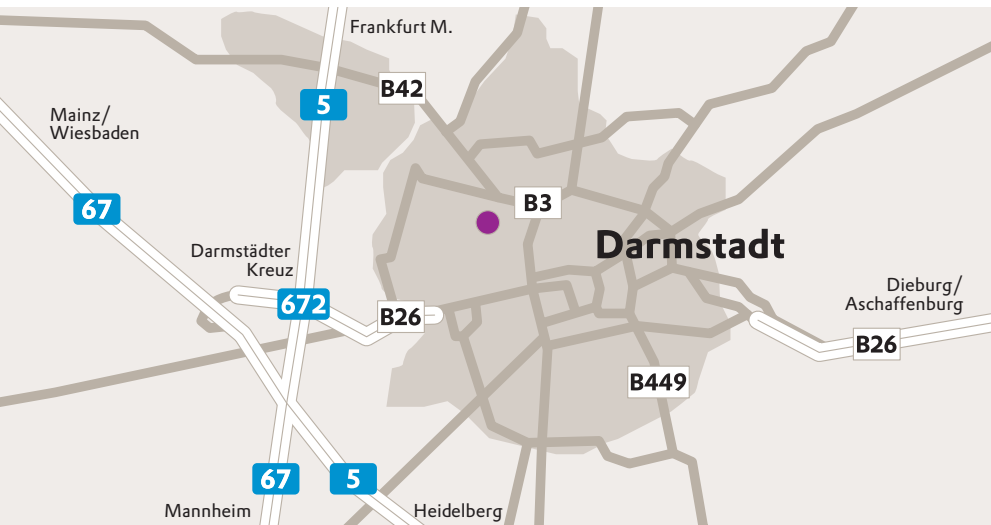 Frankfurt M.
B42
5
Mainz/
Wiesbaden
67
B3
Darmstadt
Darmstädter
Kreuz
672
B26
Dieburg/
Aschaffenburg
B26
B449
67
5
Mannheim
Heidelberg